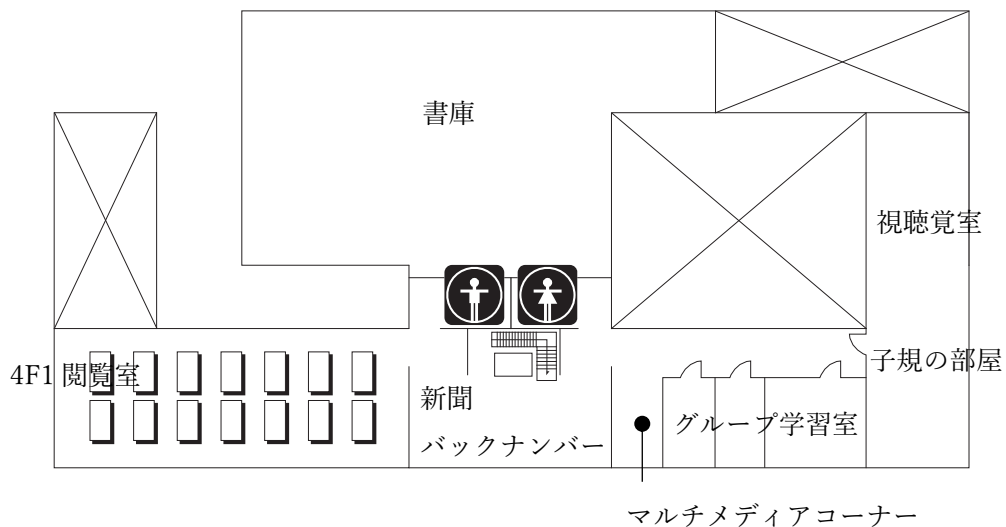 書庫
視聴覚室
子規の部屋
4F1 閲覧室
新聞
バックナンバー
グループ学習室
マルチメディアコーナー